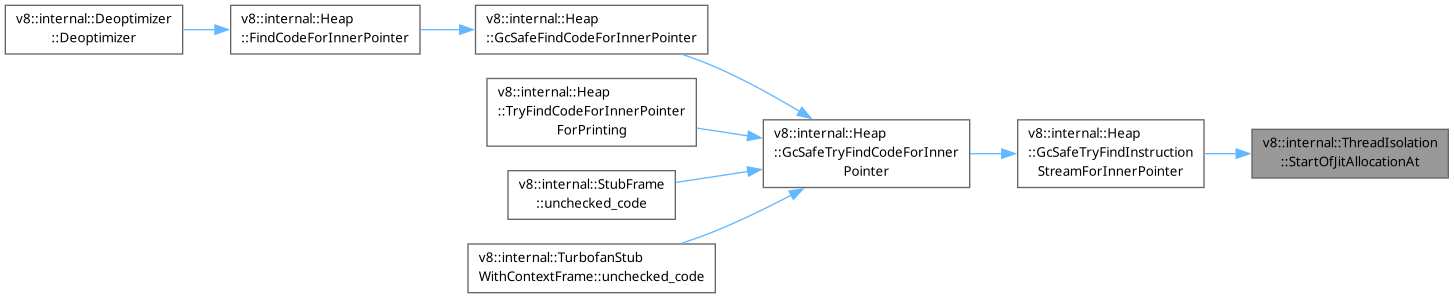 v8::internal::Deoptimizer
::Deoptimizer
v8::internal::Heap
::FindCodeForInnerPointer
v8::internal::Heap
::GcSafeFindCodeForInnerPointer
v8::internal::Heap
::TryFindCodeForInnerPointer
ForPrinting
v8::internal::StubFrame
::unchecked_code
v8::internal::TurbofanStub
WithContextFrame::unchecked_code
v8::internal::Heap
::GcSafeTryFindCodeForInner
Pointer
v8::internal::Heap
::GcSafeTryFindInstruction
StreamForInnerPointer
v8::internal::ThreadIsolation
::StartOfJitAllocationAt